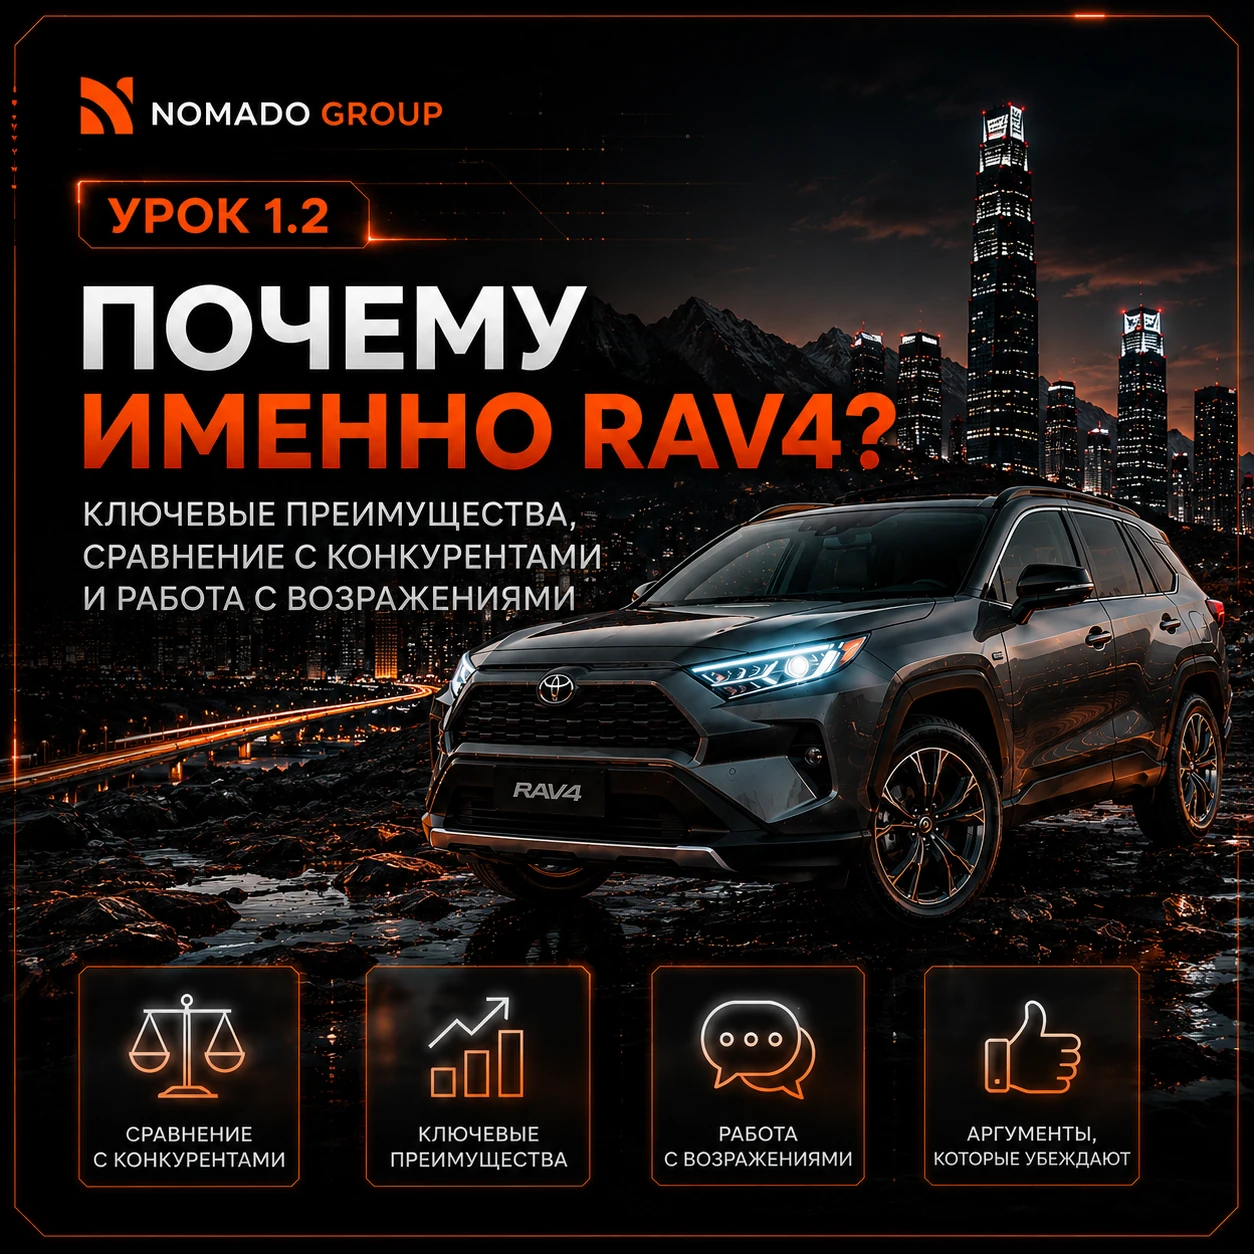 NOMADO GROUP
УРОК 1.2
ПОЧЕМУ
ИМЕННО RAV4?
КЛЮЧЕВЫЕ ПРЕИМУЩЕСТВА,
СРАВНЕНИЕ С КОНКУРЕНТАМИ
И РАБОТА С ВОЗРАЖЕНИЯМИ
RAV4
СРАВНЕНИЕ
С КОНКУРЕНТАМИ
КЛЮЧЕВЫЕ
ПРЕИМУЩЕСТВА
РАБОТА
С ВОЗРАЖЕНИЯМИ
АРГУМЕНТЫ,
КОТОРЫЕ УБЕЖДАЮТ